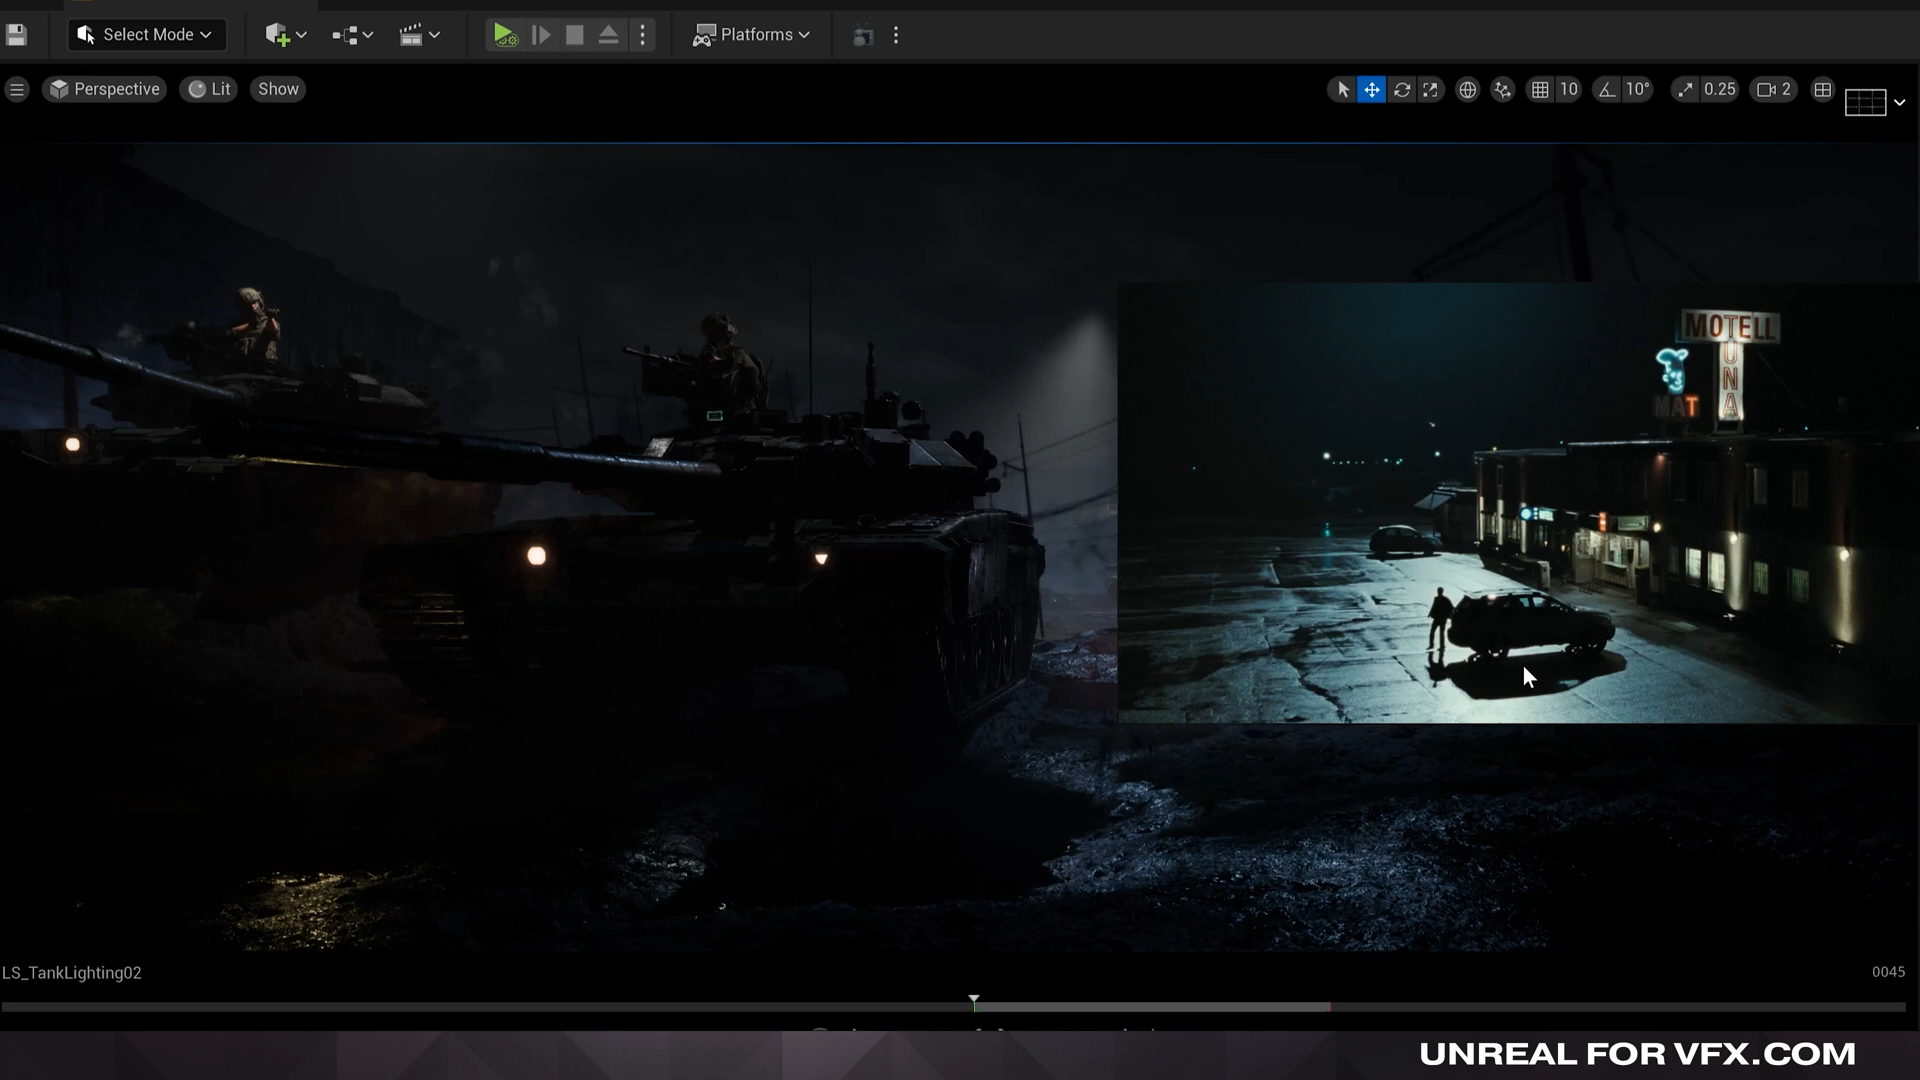 Select Mode
Platforms
Perspective
Lit
Show
10
10°
0.25
2
MOTELL
UNA
MAT
LS_TankLighting02
0045
UNREAL FOR VFX.COM